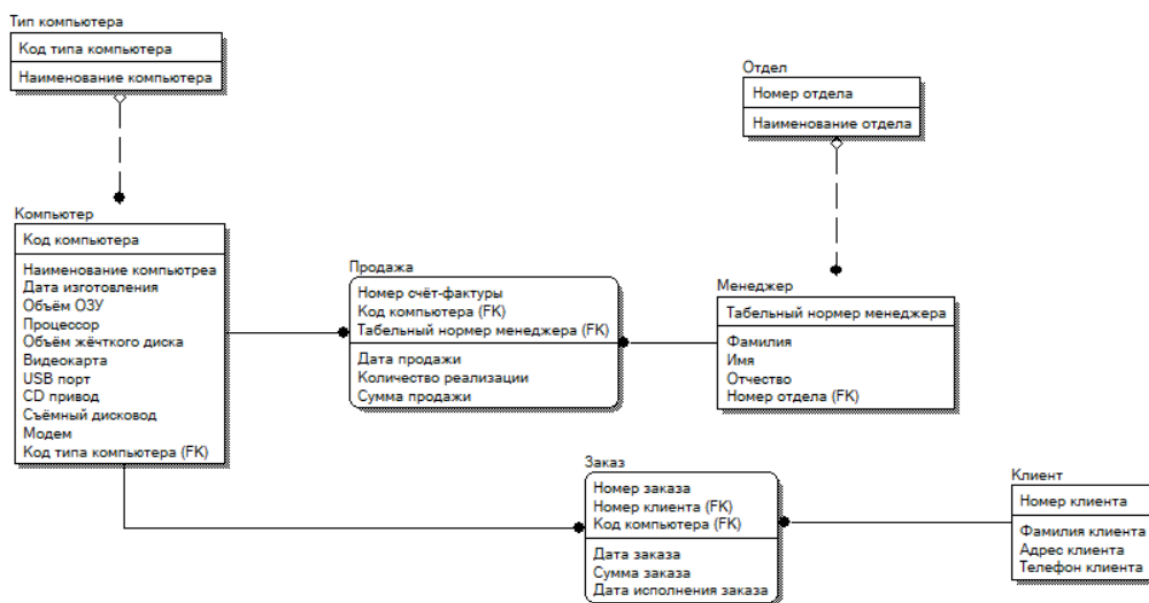 Тип компьютера
Код типа компьютера
Наименование компьютера
Отдел
Номер отдела
Наименование отдела
Компьютер
Код компьютера
Наименование компьютреа
Дата изготовления
Объём ОЗУ
Процессор
Объём жёчткого диска
Видеокарта
USB порт
CD привод
Съёмный дисковод
Модем
Код типа компьютера (FK)
Продажа
Номер счёт-фактуры
Код компьютера (FK)
Табельный нормер менеджера (FK)
Дата продажи
Количество реализации
Сумма продажи
Менеджер
Табельный нормер менеджера
Фамилия
Имя
Отчество
Номер отдела (FK)
Заказ
Номер заказа
Номер клиента (FK)
Код компьютера (FK)
Дата заказа
Сумма заказа
Дата исполнения заказа
Клиент
Номер клиента
Фамилия клиента
Адрес клиента
Телефон клиента